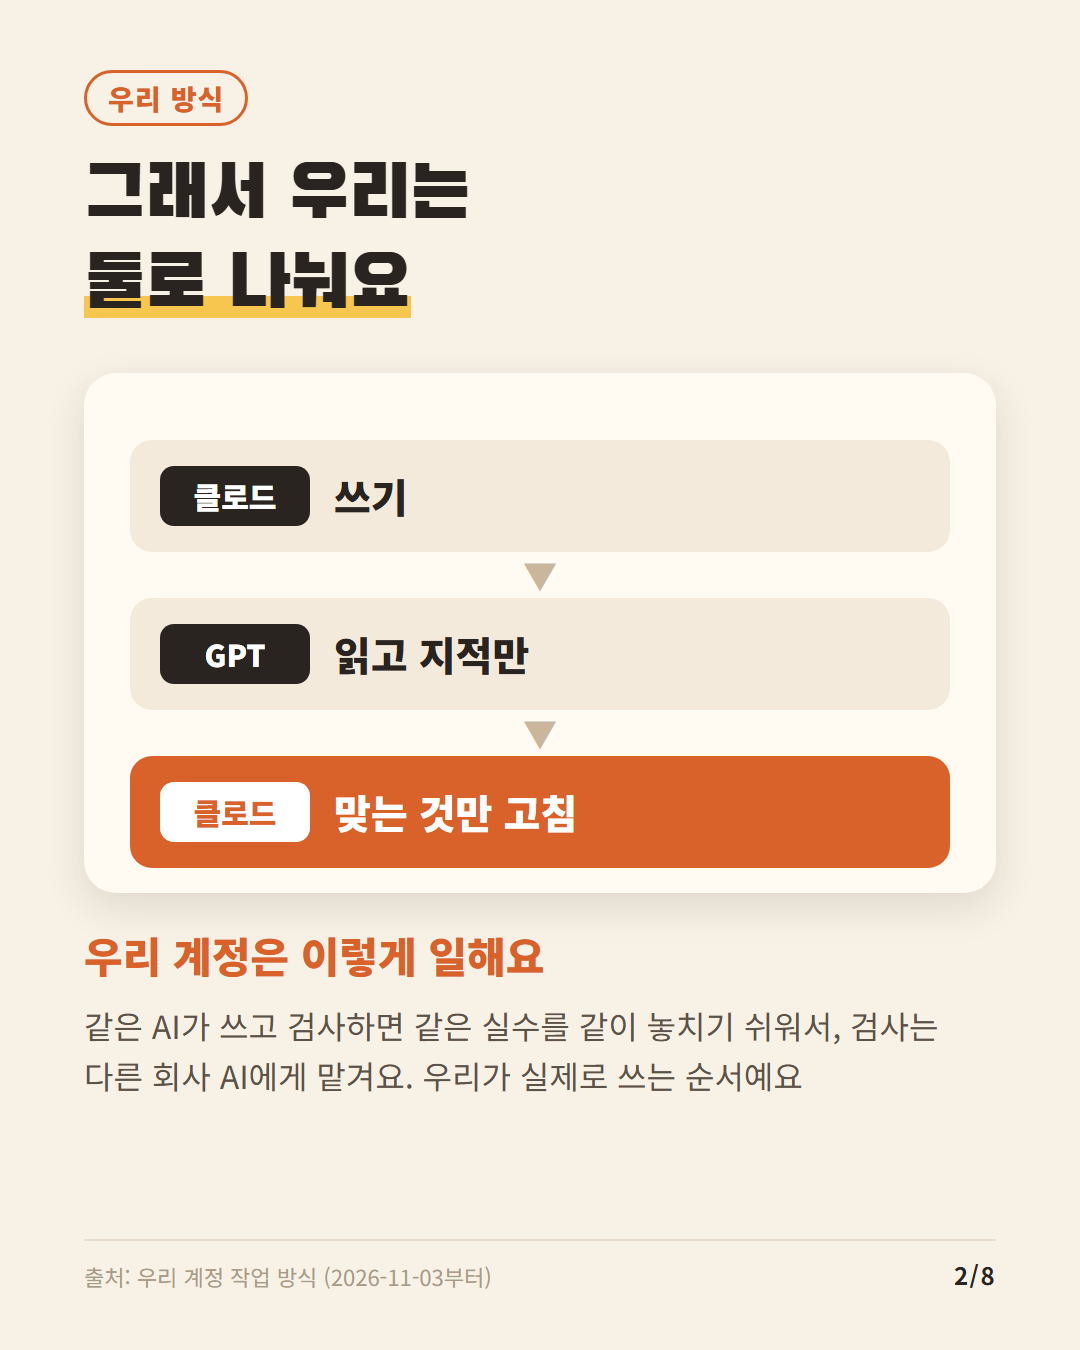 우리 방식
그래서 우리는
둘로 나눠요
클로드 쓰기
▼
GPT 읽고 지적만
▼
클로드 맞는 것만 고침
우리 계정은 이렇게 일해요
같은 AI가 쓰고 검사하면 같은 실수를 같이 놓치기 쉬워서, 검사는
다른 회사 AI에게 맡겨요. 우리가 실제로 쓰는 순서예요
출처: 우리 계정 작업 방식 (2026-11-03부터)
2/8